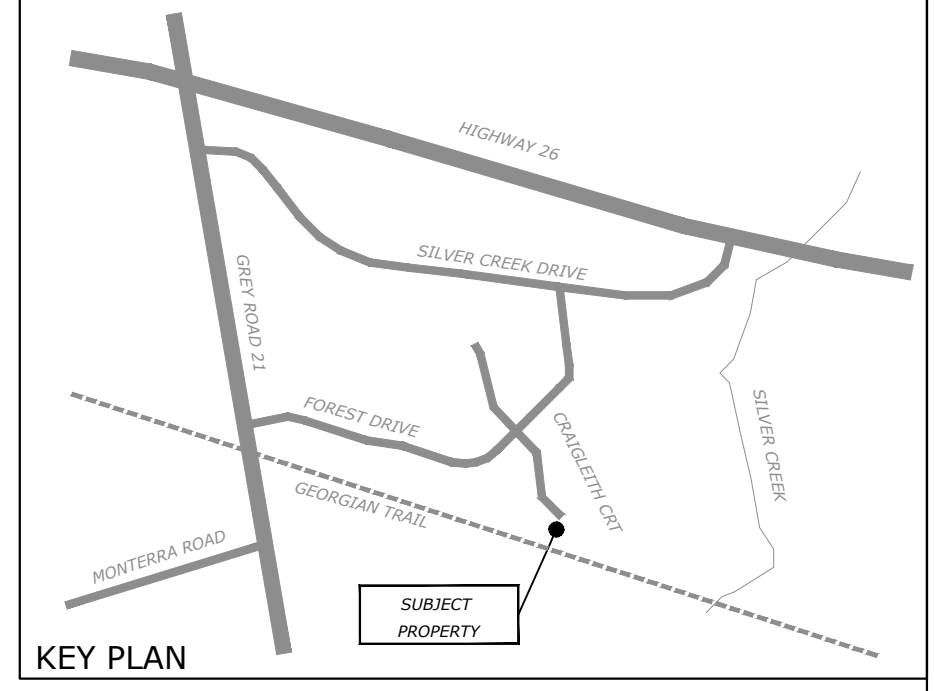 HIGHWAY 26
SILVER CREEK DRIVE
GREY ROAD 21
FOREST DRIVE
CRAIGLEITH CRT
SILVER CREEK
GEORGIAN TRAIL
MONTERRA ROAD
SUBJECT
PROPERTY
KEY PLAN